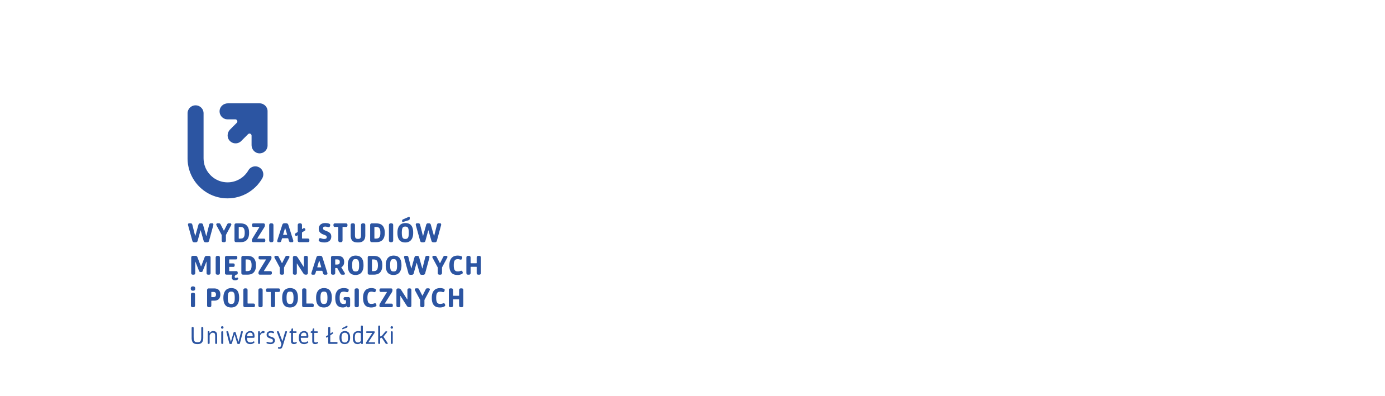 WYDZIAŁ STUDIÓW
MIĘDZYNARODOWYCH
i POLITOLOGICZNYCH
Uniwersytet Łódzki